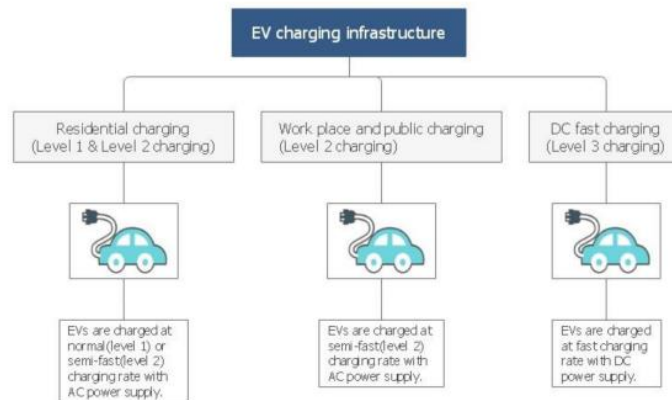 EV charging infrastructure
Residential charging
(Level 1 & Level 2 charging)
Work place and public charging
(Level 2 charging)
DC fast charging
(Level 3 charging)
EVs are charged at
normal(level 1) or
semi-fast(level 2)
charging rate with
AC power supply.
EVs are charged at
semi-fast(level 2)
charging rate with
AC power supply.
EVs are charged
at fast charging
rate with DC
power supply.